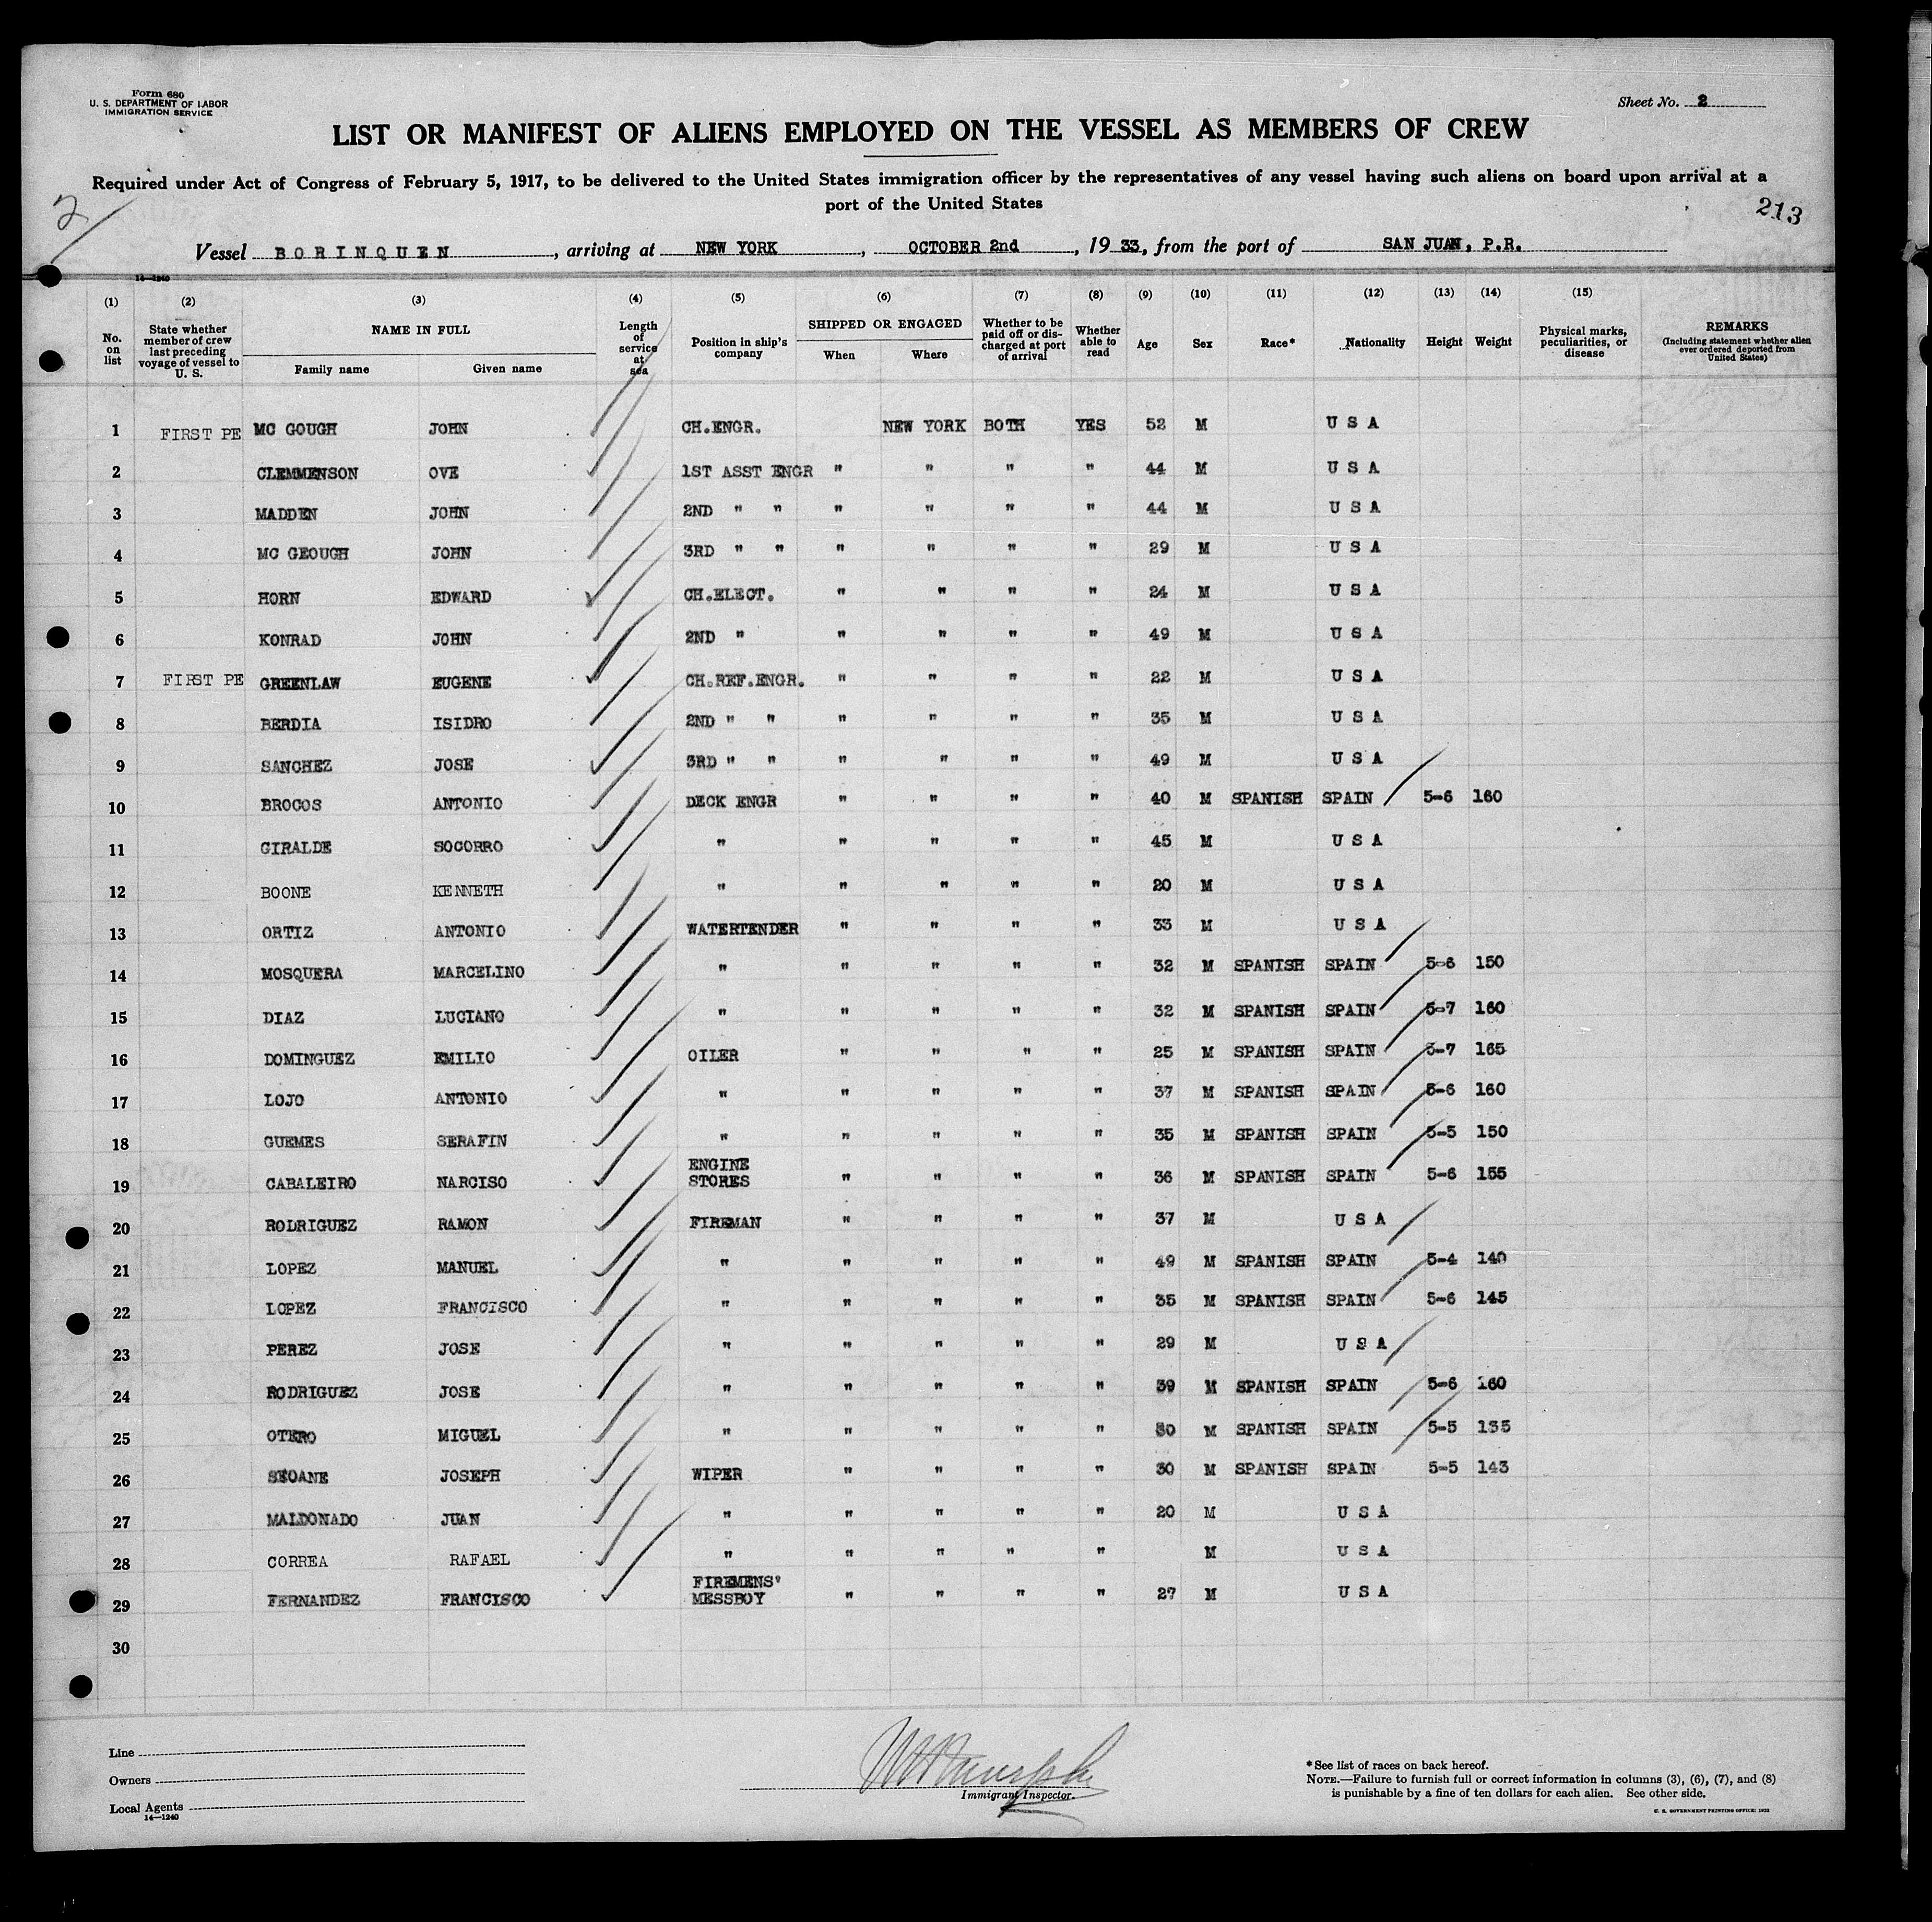 Form 680
U. S. DEPARTMENT OF LABOR
IMMIGRATION SERVICE
Sheet No. 2
LIST OR MANIFEST OF ALIENS EMPLOYED ON THE VESSEL AS MEMBERS OF CREW
Required under Act of Congress of February 5, 1917, to be delivered to the United States immigration officer by the representatives of any vessel having such aliens on board upon arrival at a
port of the United States
2
213
Vessel BORINQUEN, arriving at NEW YORK, OCTOBER 2nd, 1933, from the port of SAN JUAN, P.R.
14—1240
(1) (2) (3) (4) (5) (6) (7) (8) (9) (10) (11) (12) (13) (14) (15)
No. on list State whether member of crew last preceding voyage of vessel to U. S. NAME IN FULL Family name Given name Length of service at sea Position in ship's company SHIPPED OR ENGAGED When Where Whether to be paid off or discharged at port of arrival Whether able to read Age Sex Race* Nationality Height Weight Physical marks, peculiarities, or disease REMARKS (Including statement whether alien ever ordered deported from United States)
1 FIRST PE MC GOUGH JOHN CH.ENGR. NEW YORK BOTH YES 52 M U S A
2 CLEMMENSON OVE 1ST ASST ENGR " " " " 44 M U S A
3 MADDEN JOHN 2ND " " " " " " 44 M U S A
4 MC GEOUGH JOHN 3RD " " " " " " 29 M U S A
5 HORN EDWARD CH.ELECT. " " " " 24 M U S A
6 KONRAD JOHN 2ND " " " " " 49 M U S A
7 FIRST PE GREENLAW EUGENE CH.REF.ENGR. " " " " 22 M U S A
8 BERDIA ISIDRO 2ND " " " " " " 35 M U S A
9 SANCHEZ JOSE 3RD " " " " " " 49 M U S A
10 BROCOS ANTONIO DECK ENGR " " " " 40 M SPANISH SPAIN 5-6 160
11 GIRALDE SOCORRO " " " " " 45 M U S A
12 BOONE KENNETH " " " " " 20 M U S A
13 ORTIZ ANTONIO WATERTENDER " " " " 33 M U S A
14 MOSQUERA MARCELINO " " " " " 32 M SPANISH SPAIN 5-6 150
15 DIAZ LUCIANO " " " " " 32 M SPANISH SPAIN 5-7 160
16 DOMINGUEZ EMILIO OILER " " " " 25 M SPANISH SPAIN 5-7 165
17 LOJO ANTONIO " " " " " 37 M SPANISH SPAIN 5-6 160
18 GUEMES SERAFIN " " " " " 35 M SPANISH SPAIN 5-5 150
19 CABALEIRO NARCISO ENGINE STORES " " " " 36 M SPANISH SPAIN 5-6 155
20 RODRIGUEZ RAMON FIREMAN " " " " 37 M U S A
21 LOPEZ MANUEL " " " " " 49 M SPANISH SPAIN 5-4 140
22 LOPEZ FRANCISCO " " " " " 35 M SPANISH SPAIN 5-6 145
23 PEREZ JOSE " " " " " 29 M U S A
24 RODRIGUEZ JOSE " " " " " 39 M SPANISH SPAIN 5-6 160
25 OTERO MIGUEL " " " " " 30 M SPANISH SPAIN 5-5 135
26 SEOANE JOSEPH WIPER " " " " 30 M SPANISH SPAIN 5-5 143
27 MALDONADO JUAN " " " " " 20 M U S A
28 CORREA RAFAEL " " " " " M U S A
29 FERNANDEZ FRANCISCO FIREMENS' MESSBOY " " " " 27 M U S A
30
Line
Owners
Local Agents
14—1240
Immigrant Inspector.
*See list of races on back hereof.
NOTE.—Failure to furnish full or correct information in columns (3), (6), (7), and (8)
is punishable by a fine of ten dollars for each alien. See other side.
U. S. GOVERNMENT PRINTING OFFICE: 1932